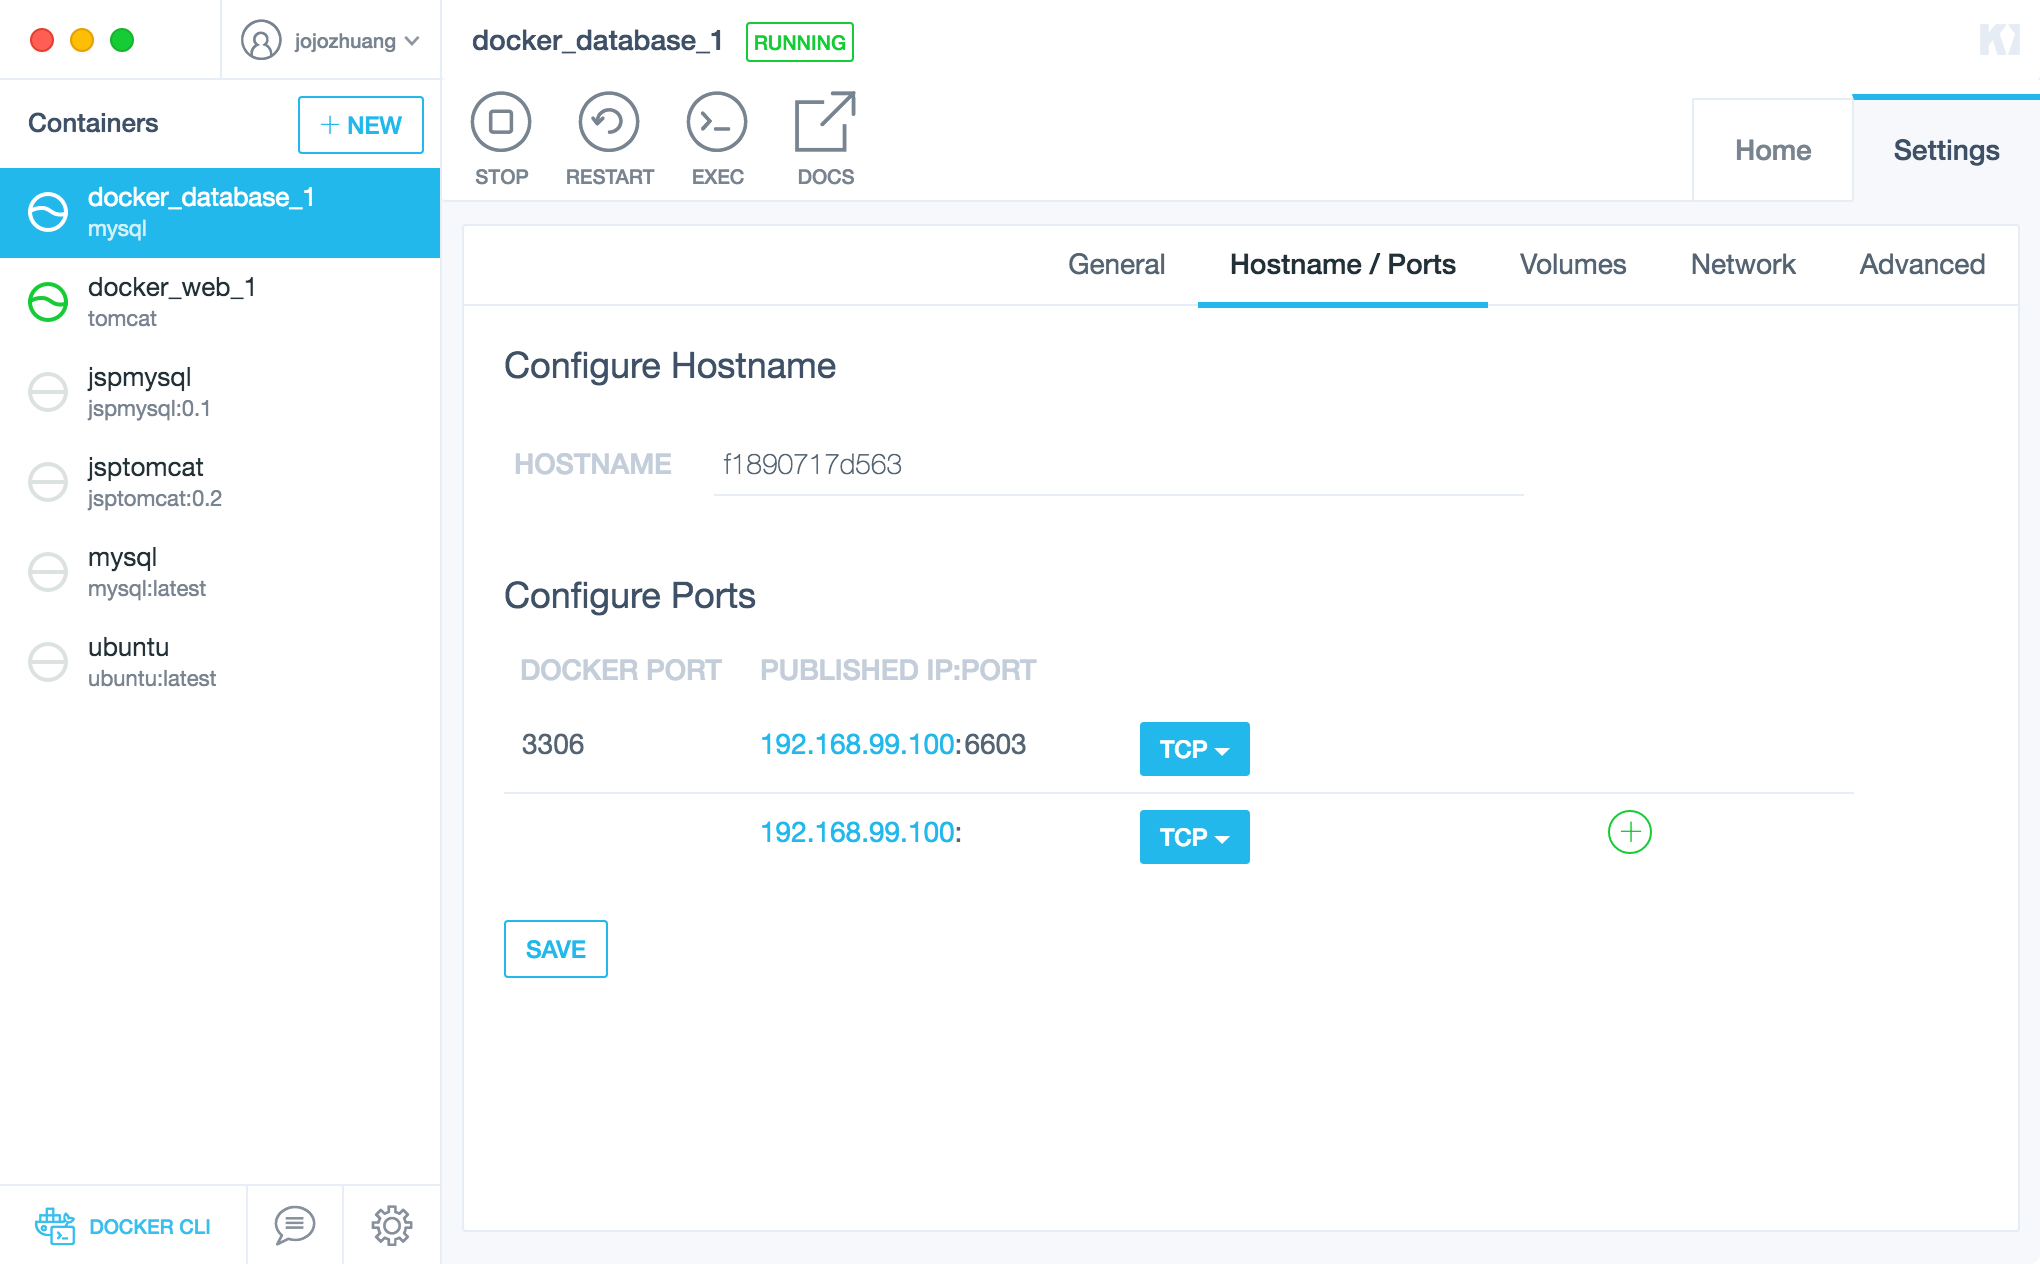 jojozhuang
docker_database_1 RUNNING
Containers
+ NEW
STOP RESTART EXEC DOCS
Home Settings
docker_database_1
mysql
docker_web_1
tomcat
jspmysql
jspmysql:0.1
jsptomcat
jsptomcat:0.2
mysql
mysql:latest
ubuntu
ubuntu:latest
DOCKER CLI
General Hostname / Ports Volumes Network Advanced
Configure Hostname
HOSTNAME f1890717d563
Configure Ports
DOCKER PORT PUBLISHED IP:PORT
3306 192.168.99.100:6603 TCP
192.168.99.100: TCP
SAVE